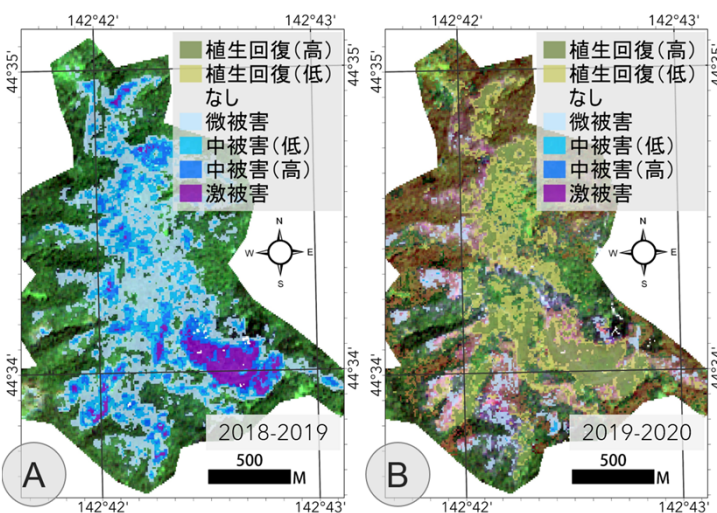 142°42'
142°43'
44°35'
植生回復(高)
植生回復(低)
なし
微被害
中被害(低)
中被害(高)
激被害
N
W
E
S
44°34'
2018-2019
500
M
A
142°42'
142°43'
142°42'
142°43'
44°35'
44°35'
植生回復(高)
植生回復(低)
なし
微被害
中被害(低)
中被害(高)
激被害
N
W
E
S
44°34'
44°34'
2019-2020
500
M
B
142°42'
142°43'